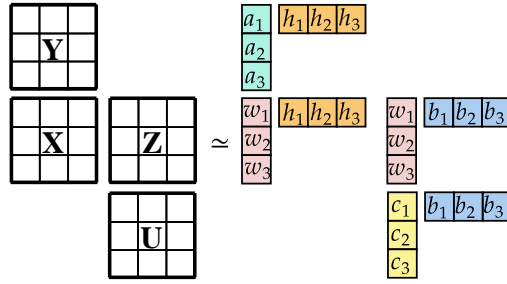 Y a₁ h₁ h₂ h₃
a₂
a₃
X Z ≃ w₁ h₁ h₂ h₃ w₁ b₁ b₂ b₃
w₂ w₂
w₃ w₃
U c₁ b₁ b₂ b₃
c₂
c₃